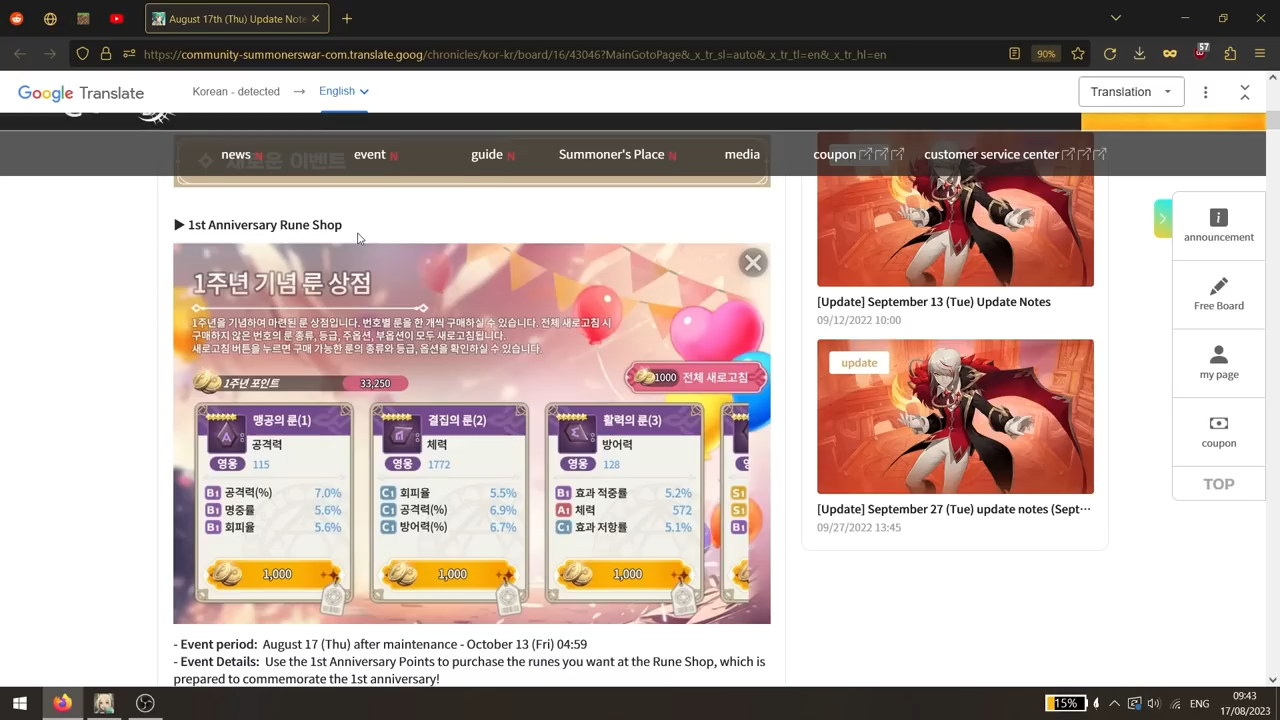 August 17th (Thu) Update Note
https://community-summonerswar-com.translate.goog/chronicles/kor-kr/board/16/43046?MainGotoPage&_x_tr_sl=auto&_x_tr_tl=en&_x_tr_hl=en
90%
57
Google Translate
Korean - detected
English
Translation
새로운 이벤트
news
event
guide
Summoner's Place
media
coupon
customer service center
▶ 1st Anniversary Rune Shop
1주년 기념 룬 상점
1주년을 기념하여 마련된 룬 상점입니다. 번호별 룬을 한 개씩 구매하실 수 있습니다. 전체 새로고침 시
구매하지 않은 번호의 룬 종류, 등급, 주옵션, 부옵션이 모두 새로고침됩니다.
새로고침 버튼을 누르면 구매 가능한 룬의 종류와 등급, 옵션을 확인하실 수 있습니다.
1주년 포인트
33,250
1000 전체 새로고침
맹공의 룬(1)
공격력
영웅 115
B1 공격력(%) 7.0%
B1 명중률 5.6%
B1 회피율 5.6%
1,000
결집의 룬(2)
체력
영웅 1772
C1 회피율 5.5%
C1 공격력(%) 6.9%
C1 방어력(%) 6.7%
1,000
활력의 룬(3)
방어력
영웅 128
B1 효과 적중률 5.2%
A1 체력 572
C1 효과 저항률 5.1%
1,000
S1
S1
B1
- Event period: August 17 (Thu) after maintenance - October 13 (Fri) 04:59
- Event Details: Use the 1st Anniversary Points to purchase the runes you want at the Rune Shop, which is
prepared to commemorate the 1st anniversary!
[Update] September 13 (Tue) Update Notes
09/12/2022 10:00
update
[Update] September 27 (Tue) update notes (Sept⋯
09/27/2022 13:45
announcement
Free Board
my page
coupon
TOP
15%
ENG
09:43
17/08/2023